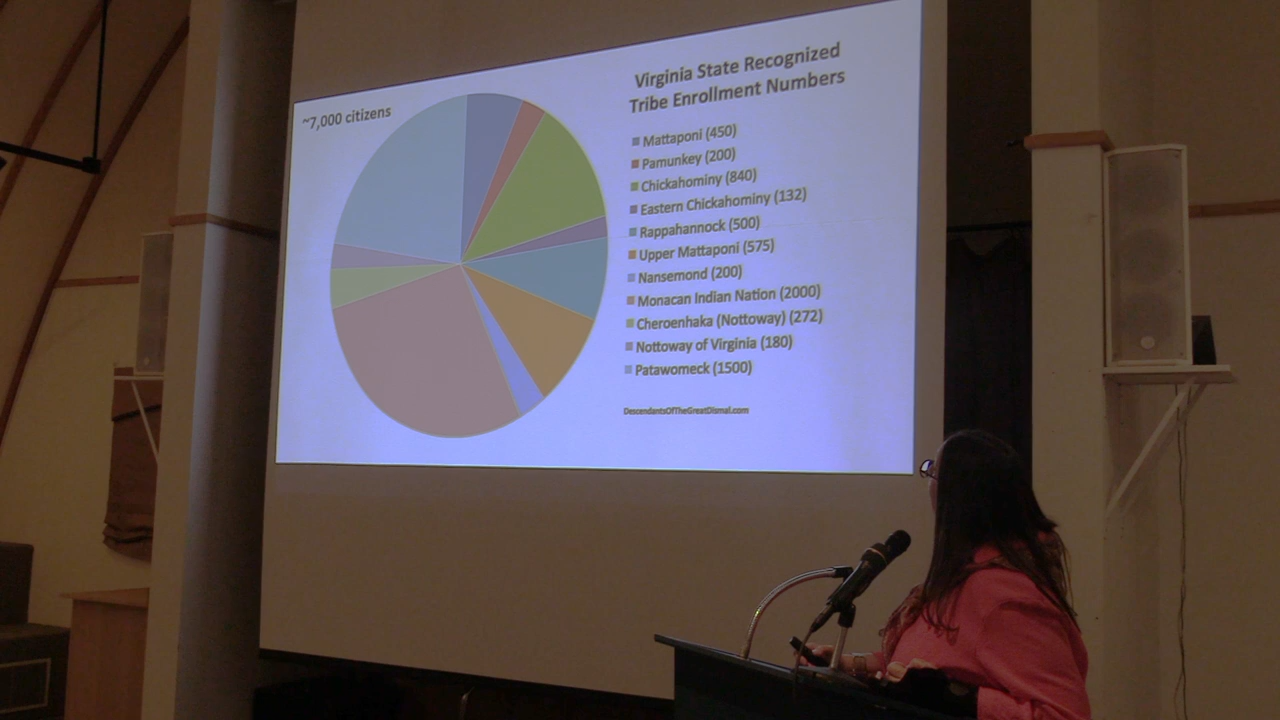 ~7,000 citizens
Virginia State Recognized
Tribe Enrollment Numbers
Mattaponi (450)
Pamunkey (200)
Chickahominy (840)
Eastern Chickahominy (132)
Rappahannock (500)
Upper Mattaponi (575)
Nansemond (200)
Monacan Indian Nation (2000)
Cheroenhaka (Nottoway) (272)
Nottoway of Virginia (180)
Patawomeck (1500)
DescendantsOfTheGreatDismal.com